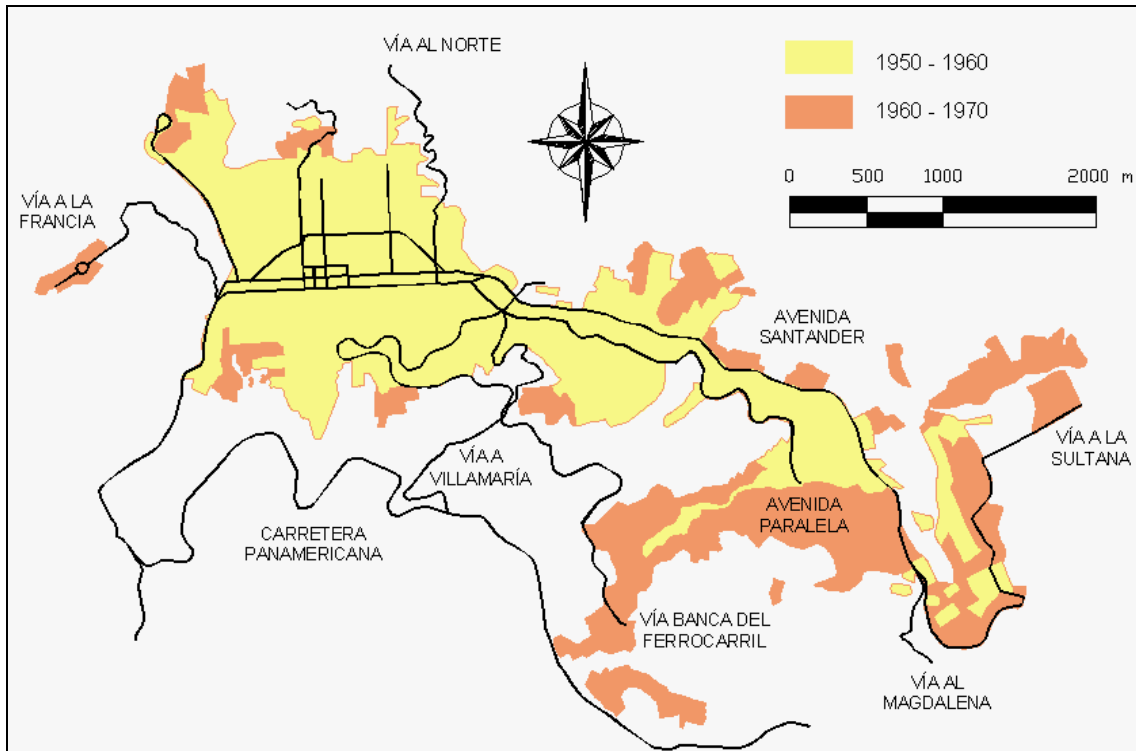 VÍA AL NORTE
1950 - 1960
1960 - 1970
0 500 1000 2000 m
VÍA A LA
FRANCIA
AVENIDA
SANTANDER
VÍA A LA
SULTANA
VÍA A
VILLAMARÍA
AVENIDA
PARALELA
CARRETERA
PANAMERICANA
VÍA BANCA DEL
FERROCARRIL
VÍA AL
MAGDALENA